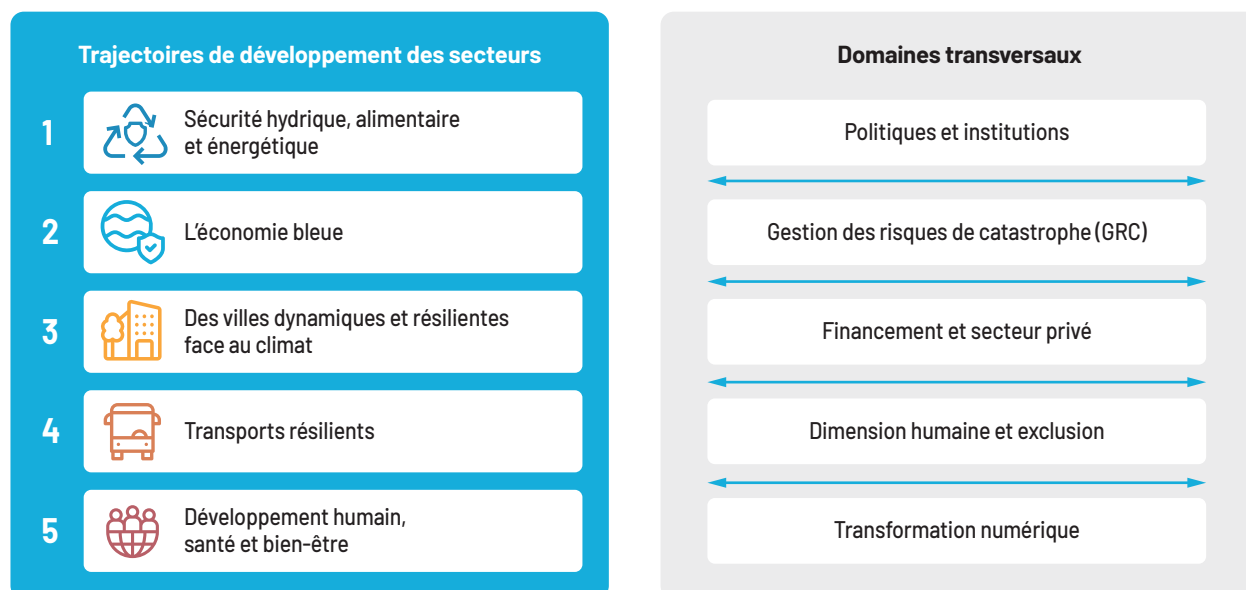 Trajectoires de développement des secteurs
1
Sécurité hydrique, alimentaire
et énergétique
2
L'économie bleue
3
Des villes dynamiques et résilientes
face au climat
4
Transports résilients
5
Développement humain,
santé et bien-être
Domaines transversaux
Politiques et institutions
Gestion des risques de catastrophe (GRC)
Financement et secteur privé
Dimension humaine et exclusion
Transformation numérique